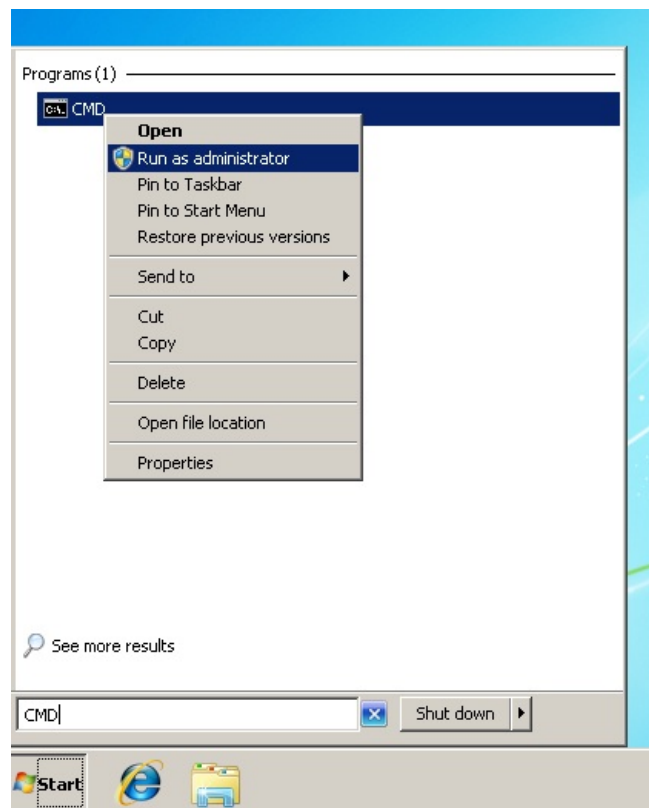 Programs (1)
CMD
Open
Run as administrator
Pin to Taskbar
Pin to Start Menu
Restore previous versions
Send to
Cut
Copy
Delete
Open file location
Properties
See more results
CMD
Shut down
Start